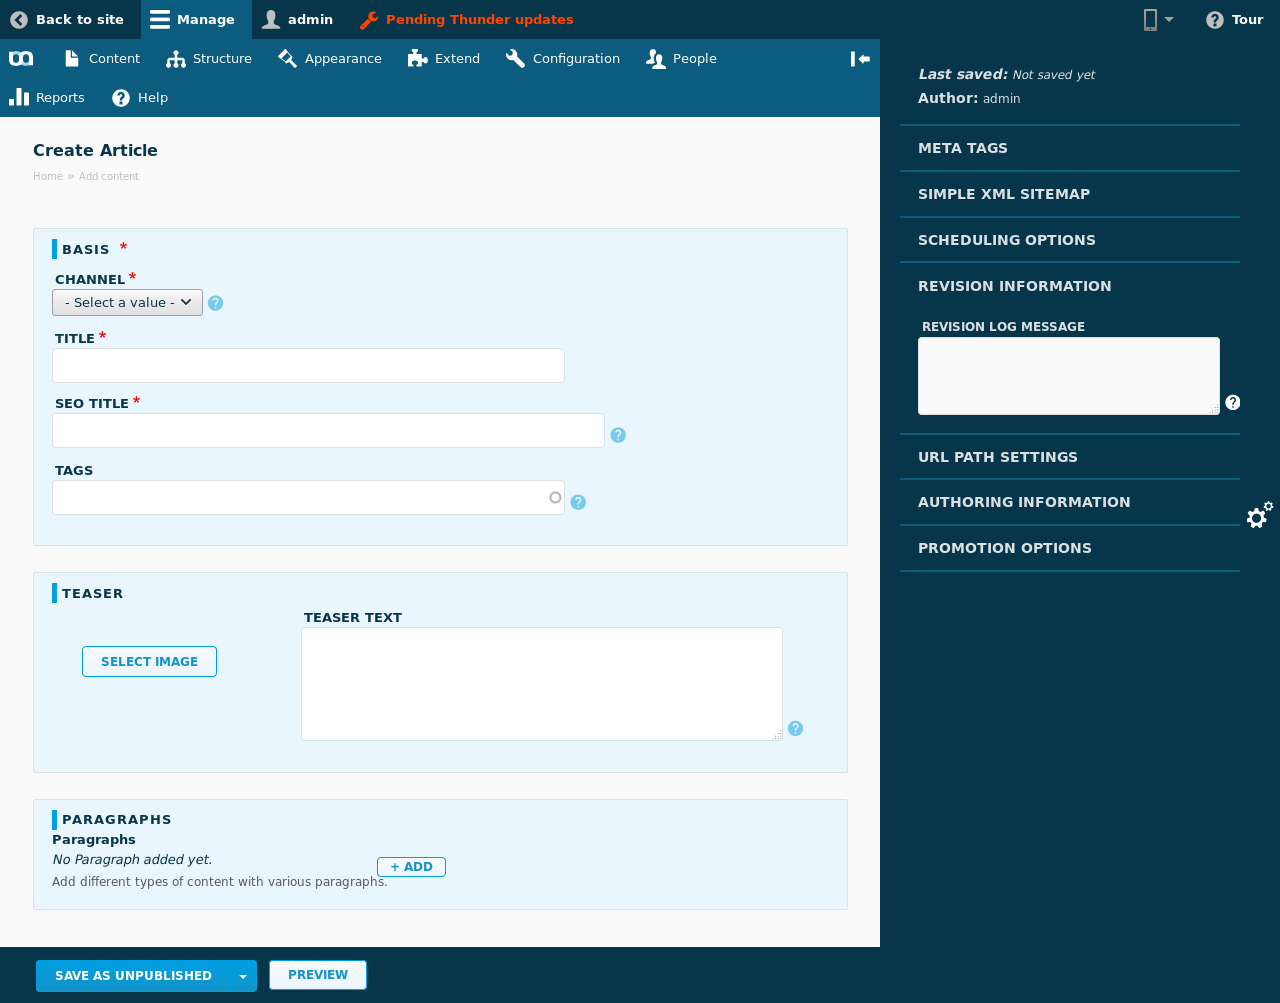 Back to site Manage admin Pending Thunder updates Tour
Content Structure Appearance Extend Configuration People
Reports Help
Create Article
Home » Add content
BASIS *
CHANNEL *
- Select a value -
TITLE *
SEO TITLE *
TAGS
TEASER
SELECT IMAGE
TEASER TEXT
PARAGRAPHS
Paragraphs
No Paragraph added yet.
+ ADD
Add different types of content with various paragraphs.
SAVE AS UNPUBLISHED PREVIEW
Last saved: Not saved yet
Author: admin
META TAGS
SIMPLE XML SITEMAP
SCHEDULING OPTIONS
REVISION INFORMATION
REVISION LOG MESSAGE
URL PATH SETTINGS
AUTHORING INFORMATION
PROMOTION OPTIONS